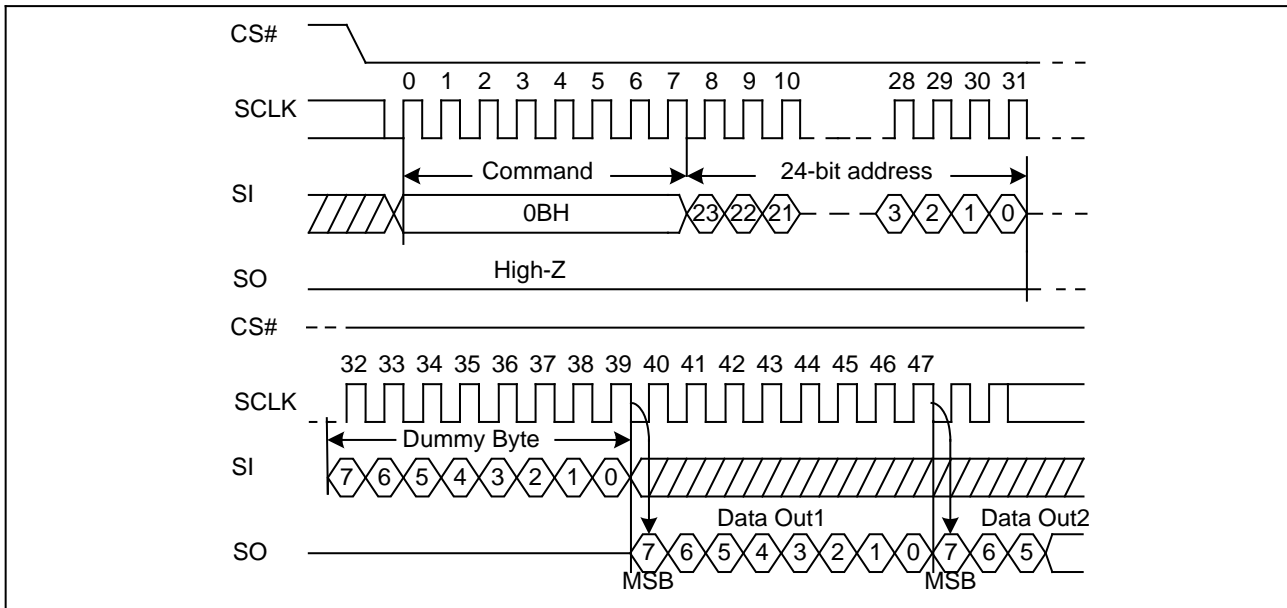 CS#
0 1 2 3 4 5 6 7 8 9 10 28 29 30 31
SCLK
Command 24-bit address
SI
0BH 23 22 21 3 2 1 0
High-Z
SO
CS#
32 33 34 35 36 37 38 39 40 41 42 43 44 45 46 47
SCLK
Dummy Byte
SI
7 6 5 4 3 2 1 0
Data Out1 Data Out2
SO
7 6 5 4 3 2 1 0 7 6 5
MSB MSB